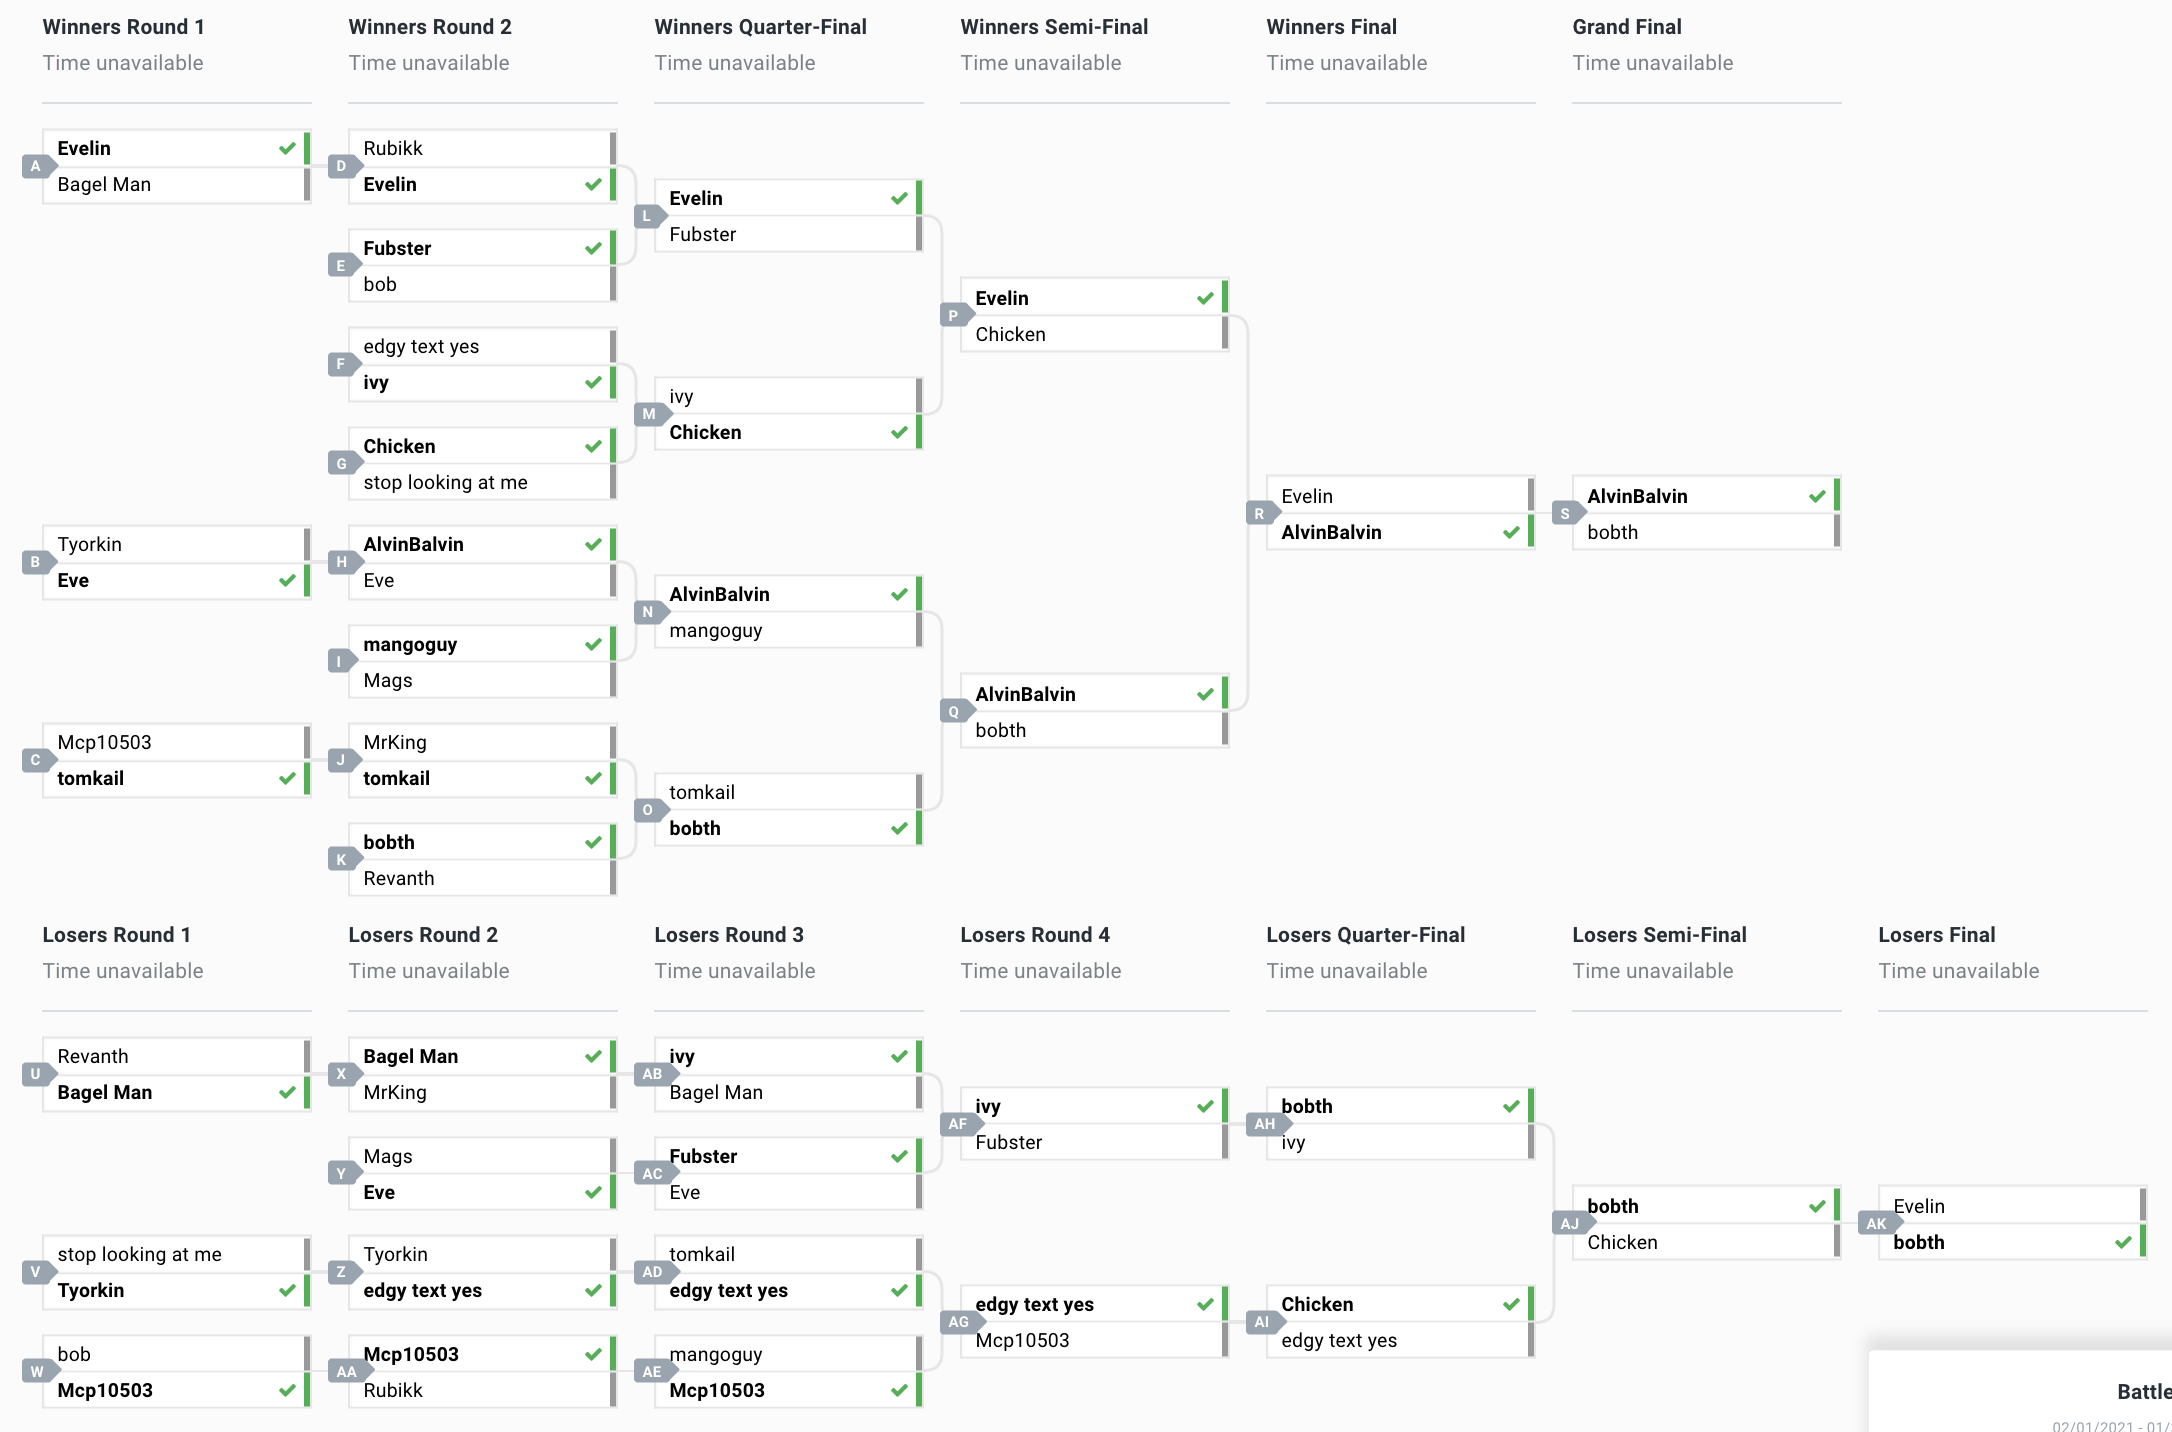 Winners Round 1
Time unavailable
Winners Round 2
Time unavailable
Winners Quarter-Final
Time unavailable
Winners Semi-Final
Time unavailable
Winners Final
Time unavailable
Grand Final
Time unavailable
A
Evelin
Bagel Man
B
Tyorkin
Eve
C
Mcp10503
tomkail
D
Rubikk
Evelin
E
Fubster
bob
F
edgy text yes
ivy
G
Chicken
stop looking at me
H
AlvinBalvin
Eve
I
mangoguy
Mags
J
MrKing
tomkail
K
bobth
Revanth
L
Evelin
Fubster
M
ivy
Chicken
N
AlvinBalvin
mangoguy
O
tomkail
bobth
P
Evelin
Chicken
Q
AlvinBalvin
bobth
R
Evelin
AlvinBalvin
S
AlvinBalvin
bobth
Losers Round 1
Time unavailable
Losers Round 2
Time unavailable
Losers Round 3
Time unavailable
Losers Round 4
Time unavailable
Losers Quarter-Final
Time unavailable
Losers Semi-Final
Time unavailable
Losers Final
Time unavailable
U
Revanth
Bagel Man
V
stop looking at me
Tyorkin
W
bob
Mcp10503
X
Bagel Man
MrKing
Y
Mags
Eve
Z
Tyorkin
edgy text yes
AA
Mcp10503
Rubikk
AB
ivy
Bagel Man
AC
Fubster
Eve
AD
tomkail
edgy text yes
AE
mangoguy
Mcp10503
AF
ivy
Fubster
AG
edgy text yes
Mcp10503
AH
bobth
ivy
AI
Chicken
edgy text yes
AJ
bobth
Chicken
AK
Evelin
bobth
Battle
02/01/2021 - 01/